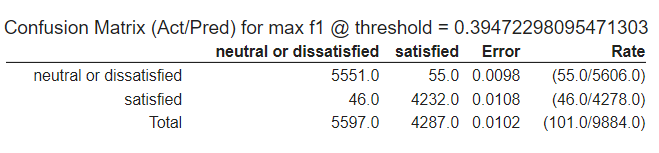 Confusion Matrix (Act/Pred) for max f1 @ threshold = 0.39472298095471303
neutral or dissatisfied satisfied Error Rate
neutral or dissatisfied 5551.0 55.0 0.0098 (55.0/5606.0)
satisfied 46.0 4232.0 0.0108 (46.0/4278.0)
Total 5597.0 4287.0 0.0102 (101.0/9884.0)